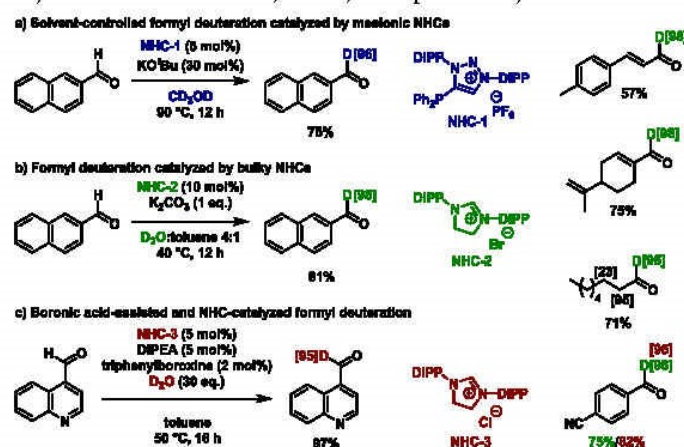 a) Solvent-controlled formyl deuteration catalyzed by mesionic NHCs
NHC-1 (5 mol%)
KOᵗBu (30 mol%)
CD₃OD
90 °C, 12 h
H
O
D[96]
O
75%
DIPP
N
N
N
DIPP
Ph₂P
⊕
⊖
PF₆
NHC-1
D[98]
O
57%
b) Formyl deuteration catalyzed by bulky NHCs
NHC-2 (10 mol%)
K₂CO₃ (1 eq.)
D₂O:toluene 4:1
40 °C, 12 h
H
O
D[98]
O
81%
DIPP
N
N
DIPP
⊕
⊖
Br
NHC-2
D[98]
O
75%
D[95]
O
[23]
[95]
4
71%
c) Boronic acid-assisted and NHC-catalyzed formyl deuteration
NHC-3 (5 mol%)
DIPEA (5 mol%)
triphenylboroxine (2 mol%)
D₂O (30 eq.)
toluene
50 °C, 16 h
H
O
N
[95]D
O
N
97%
DIPP
N
N
DIPP
⊕
⊖
Cl
NHC-3
[96]
D[96]
O
NC
75%/82%